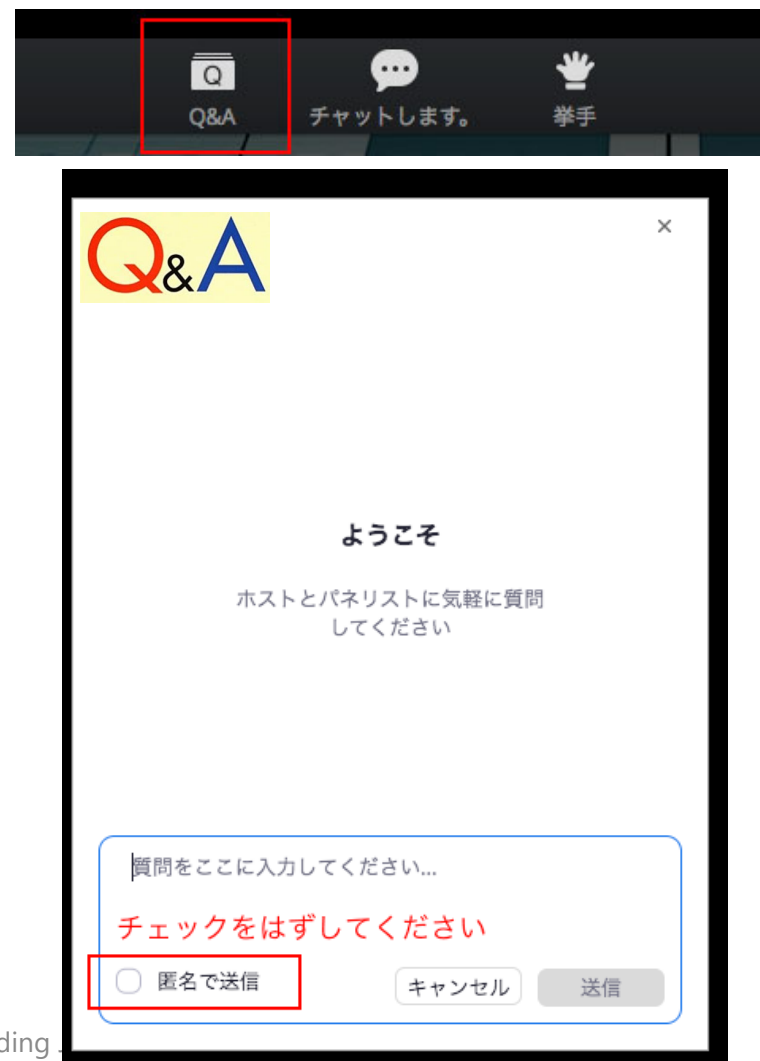 Q
Q&A
チャットします。
挙手
Q&A
×
ようこそ
ホストとパネリストに気軽に質問
してください
質問をここに入力してください...
チェックをはずしてください
匿名で送信
キャンセル
送信
ding